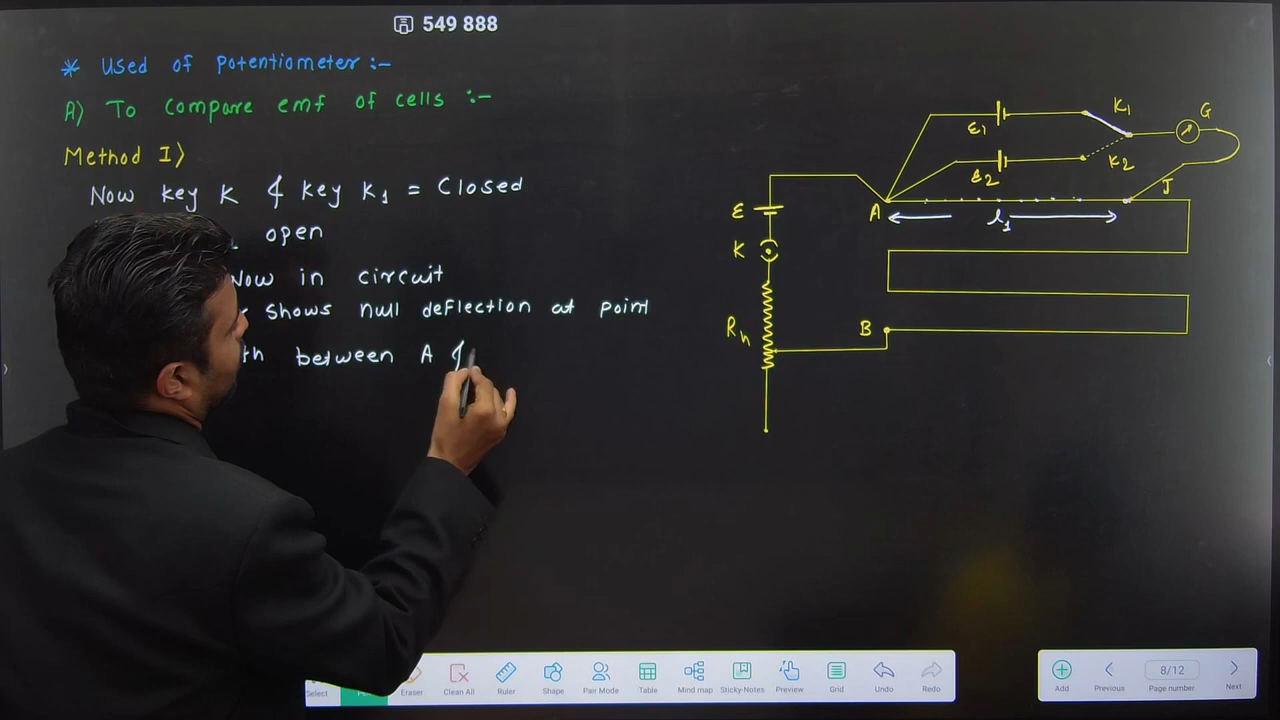 549 888
* Used of potentiometer :-
A) To compare emf of cells :-
Method I)
Now key K & key K1 = Closed
open
Now in circuit
shows null deflection at point
between A &
K1
G
ε1
K2
ε2
J
A
l1
ε
K
Rh
B
Select
Eraser
Clean All
Ruler
Shape
Pair Mode
Table
Mind map
Sticky-Notes
Preview
Grid
Undo
Redo
Add
Previous
8/12
Page number
Next